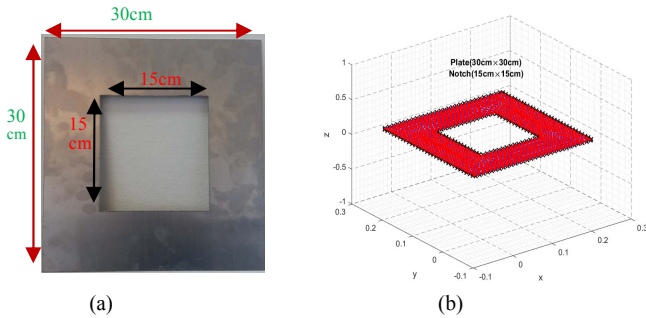 30cm
15cm
30
cm
15
cm
(a)
Plate(30cm×30cm)
Notch(15cm×15cm)
1
0.5
0
-0.5
-1
z
0.3
0.2
0.1
0
-0.1
y
-0.1
0
0.1
0.2
0.3
x
(b)